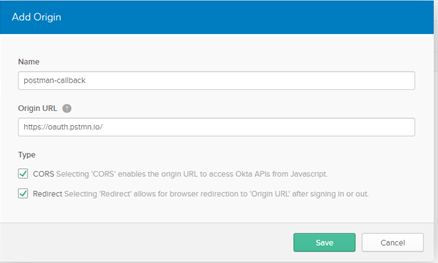 Add Origin
Name
postman-callback
Origin URL ?
https://oauth.pstmn.io/
Type
CORS Selecting 'CORS' enables the origin URL to access Okta APIs from Javascript.
Redirect Selecting 'Redirect' allows for browser redirection to 'Origin URL' after signing in or out.
Save Cancel